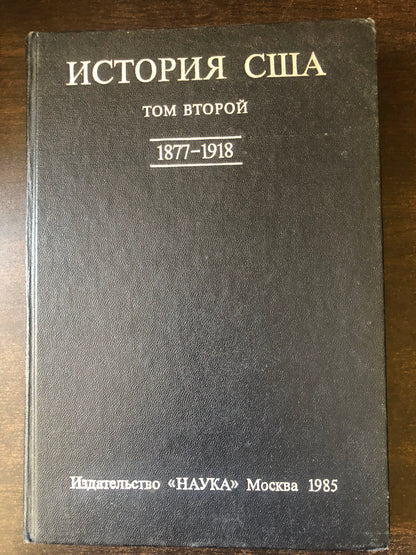 ИСТОРИЯ США
ТОМ ВТОРОЙ
1877-1918
Издательство «НАУКА» Москва 1985